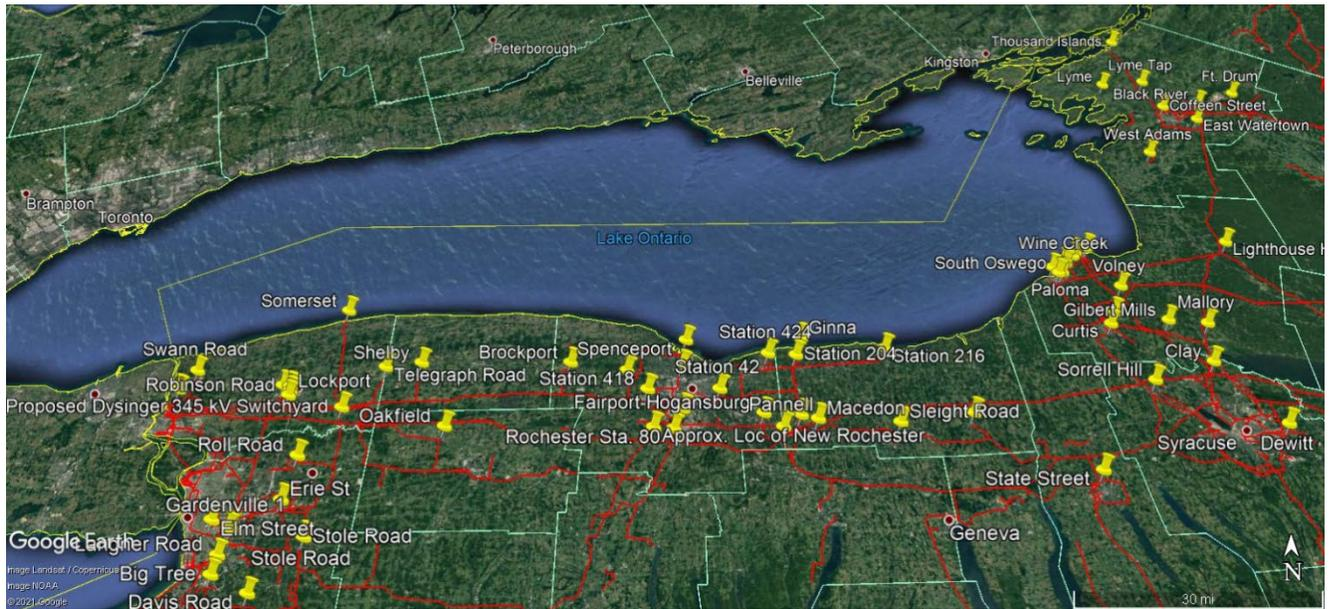 Thousand Islands
Peterborough
Kingston
Lyme Tap
Belleville
Lyme
Ft. Drum
Black River
Coffeen Street
East Watertown
West Adams
Brampton
Toronto
Lake Ontario
Wine Creek
Lighthouse H
South Oswego
Volney
Paloma
Somerset
Gilbert Mills
Mallory
Station 424
Ginna
Curtis
Swann Road
Shelby
Brockport
Spenceport
Station 204
Station 216
Clay
Telegraph Road
Station 42
Sorrell Hill
Robinson Road
Lockport
Station 418
Proposed Dysinger 345 kV Switchyard
Fairport-Hogansburg
Pannell
Macedon
Sleight Road
Oakfield
Rochester Sta. 80
Approx. Loc of New Rochester
Roll Road
Syracuse
Dewitt
State Street
Erie St
Gardenville 1
Elm Street
Stole Road
Geneva
Google Earth
Langner Road
Stole Road
Image Landsat / Copernicus
Big Tree
Image NOAA
N
©2021 Google
Davis Road
30 mi